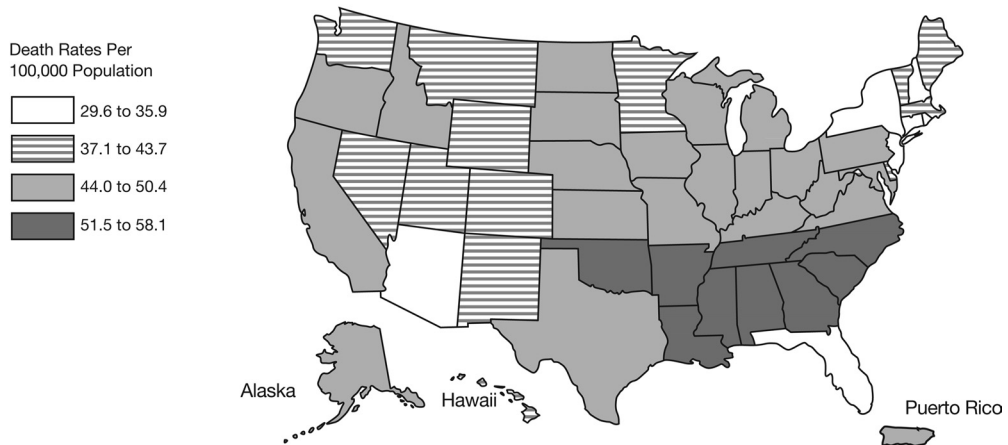 Death Rates Per
100,000 Population
29.6 to 35.9
37.1 to 43.7
44.0 to 50.4
51.5 to 58.1
Alaska
Hawaii
Puerto Rico